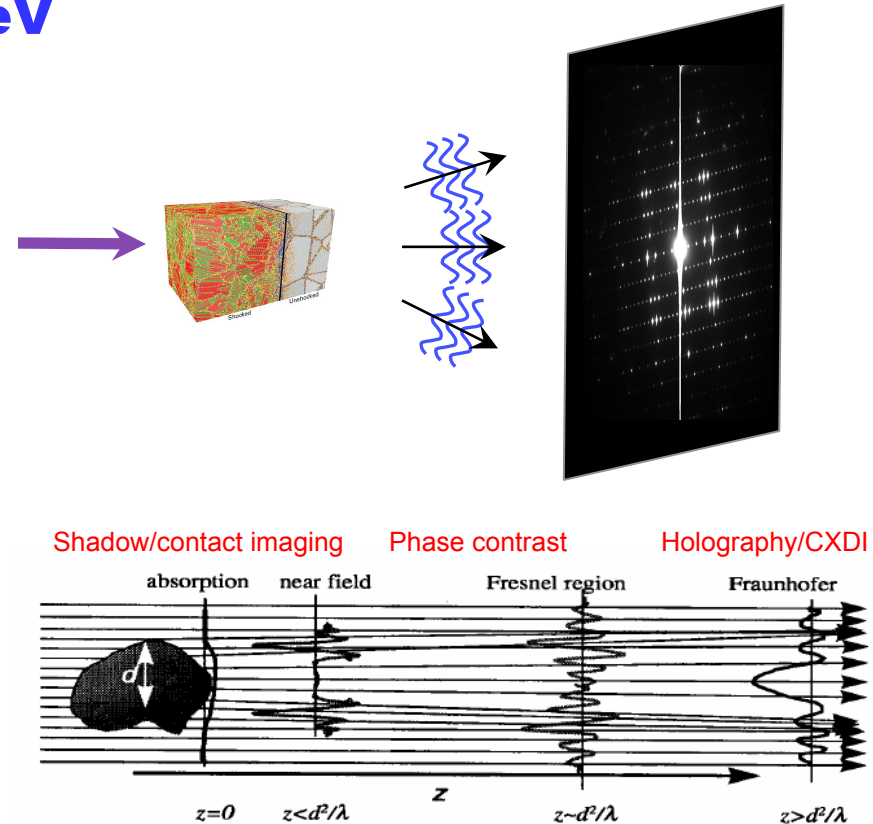 eV
Shocked
Unshocked
Shadow/contact imaging Phase contrast Holography/CXDI
absorption near field Fresnel region Fraunhofer
d
z
z=0 z<d²/λ z~d²/λ z>d²/λ